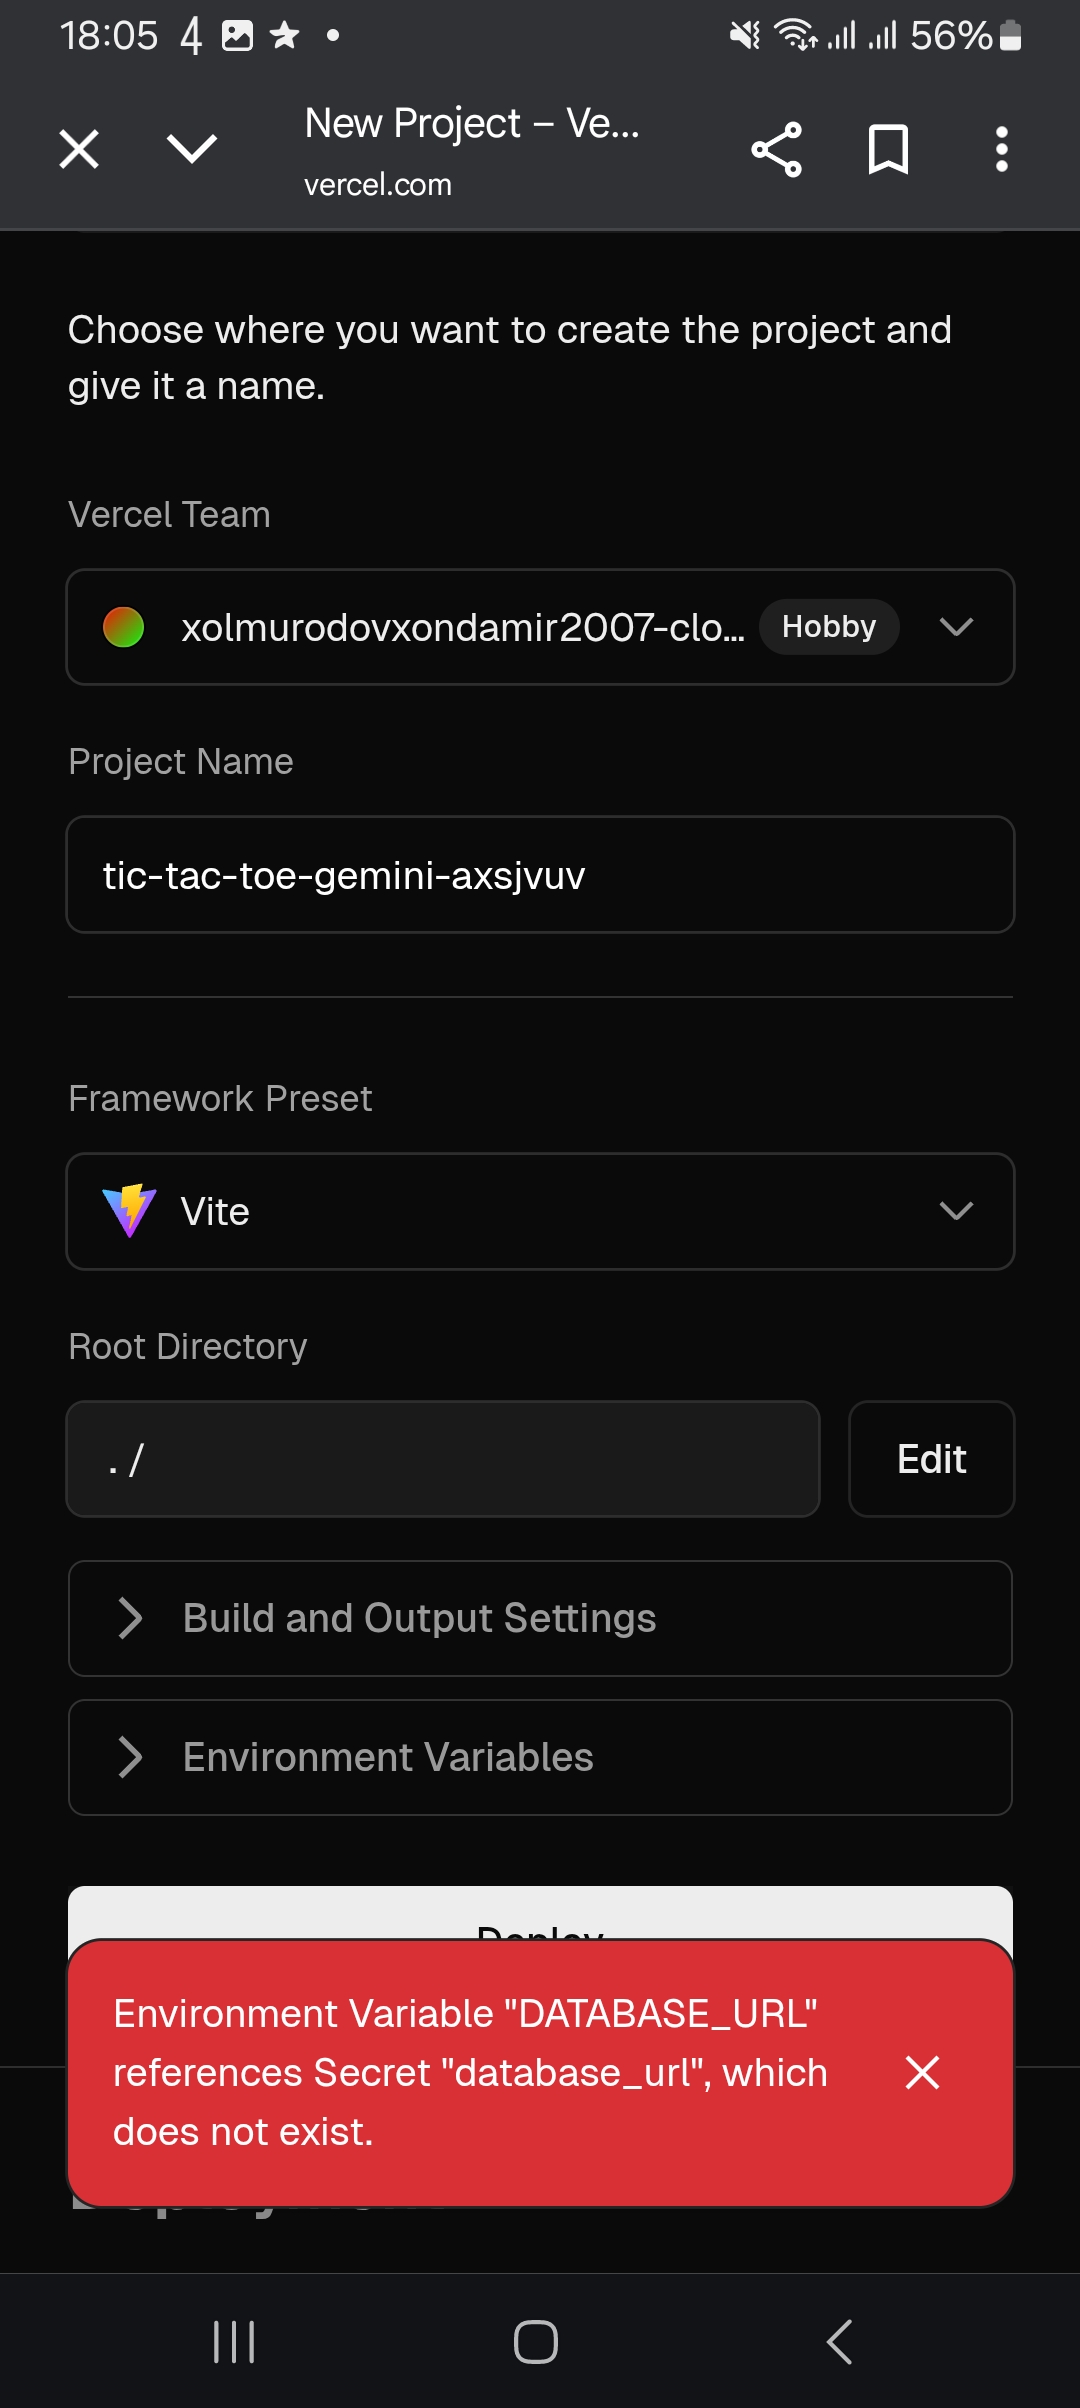 18:05 4 56%
New Project – Ve...
vercel.com
Choose where you want to create the project and
give it a name.
Vercel Team
xolmurodovxondamir2007-clo... Hobby
Project Name
tic-tac-toe-gemini-axsjvuv
Framework Preset
Vite
Root Directory
./ Edit
Build and Output Settings
Environment Variables
Deploy
Environment Variable "DATABASE_URL"
references Secret "database_url", which
does not exist.